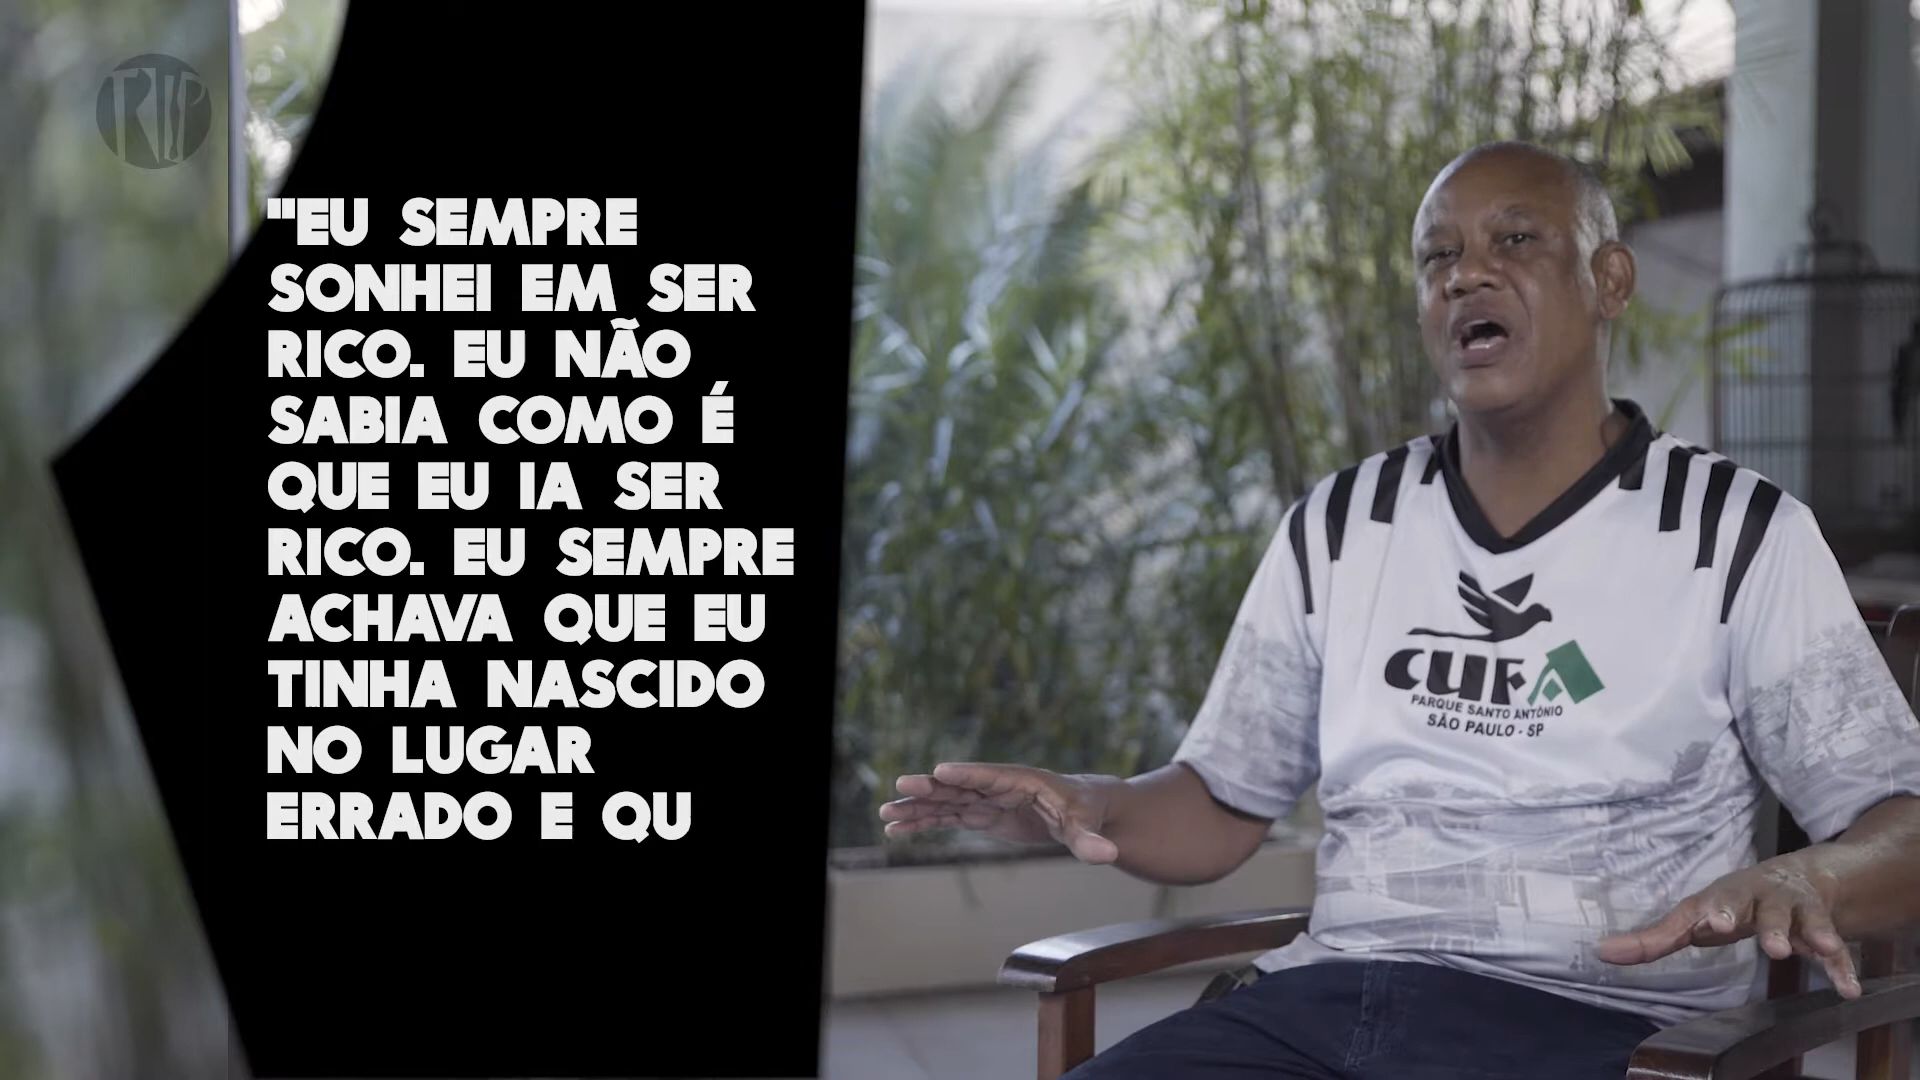 TRIP
"EU SEMPRE
SONHEI EM SER
RICO. EU NÃO
SABIA COMO É
QUE EU IA SER
RICO. EU SEMPRE
ACHAVA QUE EU
TINHA NASCIDO
NO LUGAR
ERRADO E QU
CUFA
PARQUE SANTO ANTÔNIO
SÃO PAULO - SP